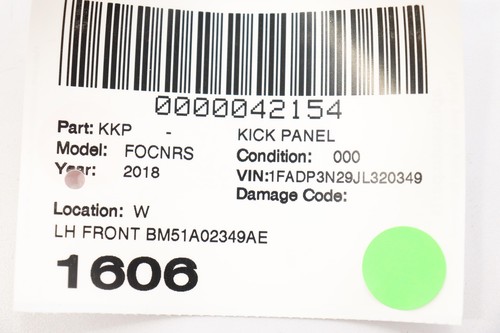 0000042154
Part: KKP - KICK PANEL
Model: FOCNRS Condition: 000
Year: 2018 VIN:1FADP3N29JL320349
Damage Code:
Location: W
LH FRONT BM51A02349AE
1606